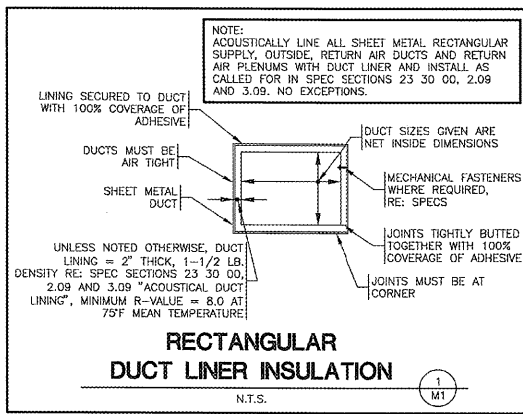 NOTE:
ACOUSTICALLY LINE ALL SHEET METAL RECTANGULAR
SUPPLY, OUTSIDE, RETURN AIR DUCTS AND RETURN
AIR PLENUMS WITH DUCT LINER AND INSTALL AS
CALLED FOR IN SPEC SECTIONS 23 30 00, 2.09
AND 3.09. NO EXCEPTIONS.
LINING SECURED TO DUCT
WITH 100% COVERAGE OF
ADHESIVE
DUCTS MUST BE
AIR TIGHT
SHEET METAL
DUCT
UNLESS NOTED OTHERWISE, DUCT
LINING = 2" THICK, 1-1/2 LB.
DENSITY RE: SPEC SECTIONS 23 30 00,
2.09 AND 3.09 "ACOUSTICAL DUCT
LINING", MINIMUM R-VALUE = 8.0 AT
75°F MEAN TEMPERATURE
DUCT SIZES GIVEN ARE
NET INSIDE DIMENSIONS
MECHANICAL FASTENERS
WHERE REQUIRED,
RE: SPECS
JOINTS TIGHTLY BUTTED
TOGETHER WITH 100%
COVERAGE OF ADHESIVE
JOINTS MUST BE AT
CORNER
RECTANGULAR
DUCT LINER INSULATION
N.T.S.
1
M1